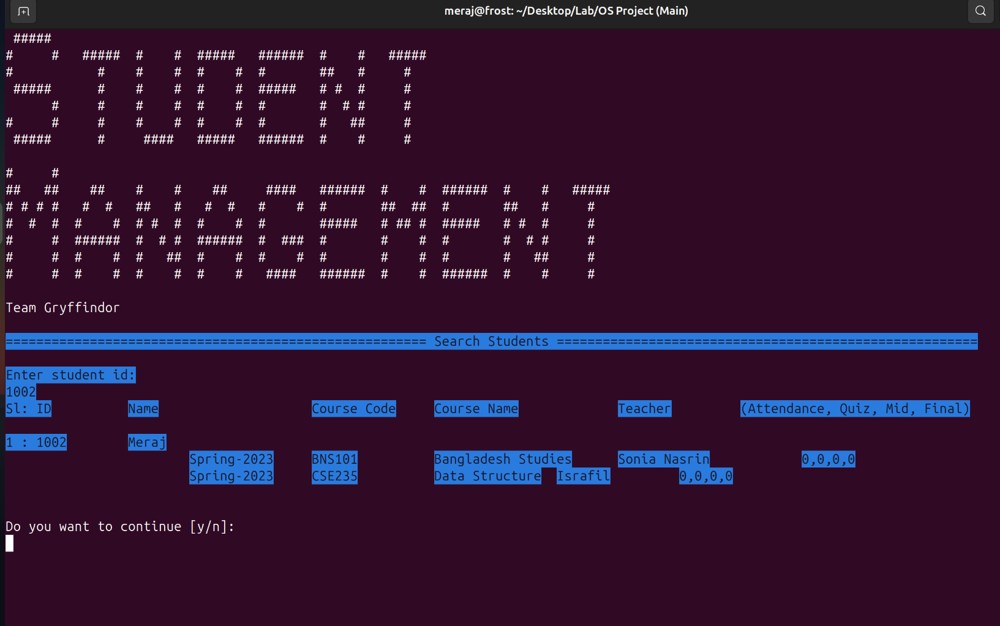 meraj@frost: ~/Desktop/Lab/OS Project (Main)
STUDENT
MANAGEMENT
Team Gryffindor
======================================================= Search Students =======================================================
Enter student id:
1002
Sl: ID Name Course Code Course Name Teacher (Attendance, Quiz, Mid, Final)
1 : 1002 Meraj
Spring-2023 BNS101 Bangladesh Studies Sonia Nasrin 0,0,0,0
Spring-2023 CSE235 Data Structure Israfil 0,0,0,0
Do you want to continue [y/n]: